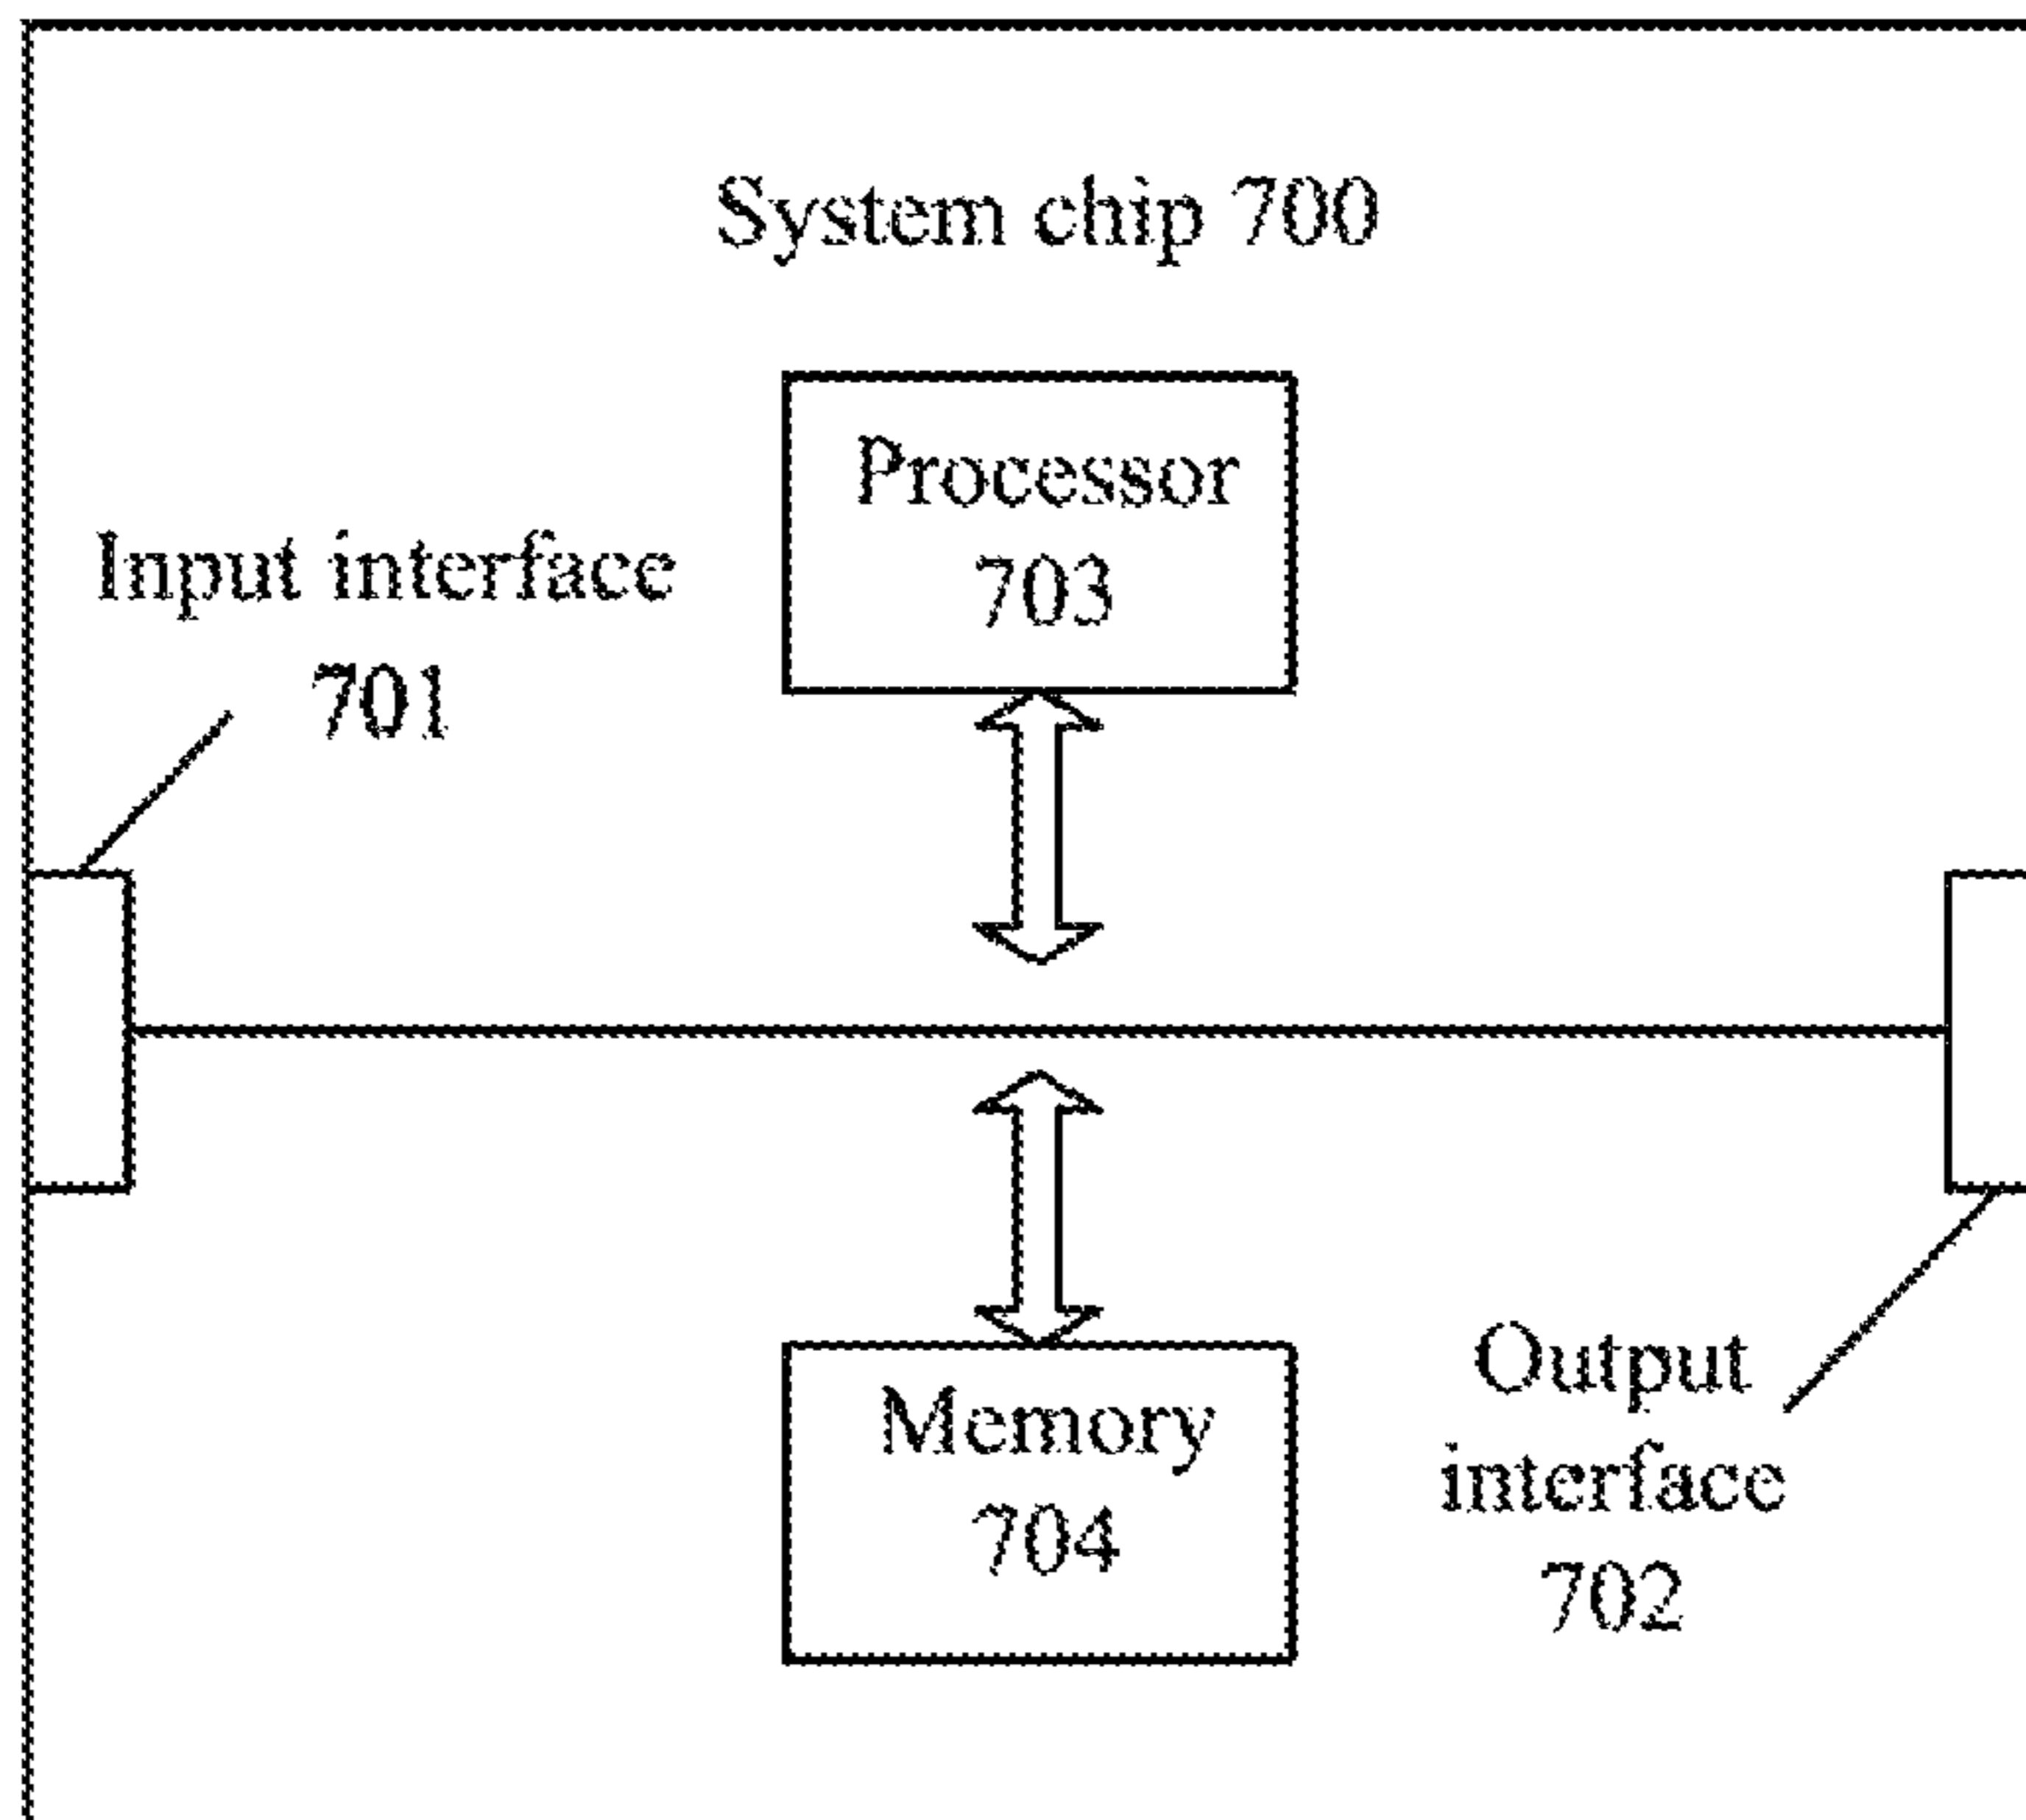 System chip 700
Processor
703
Input interface
701
Memory
704
Output
interface
702